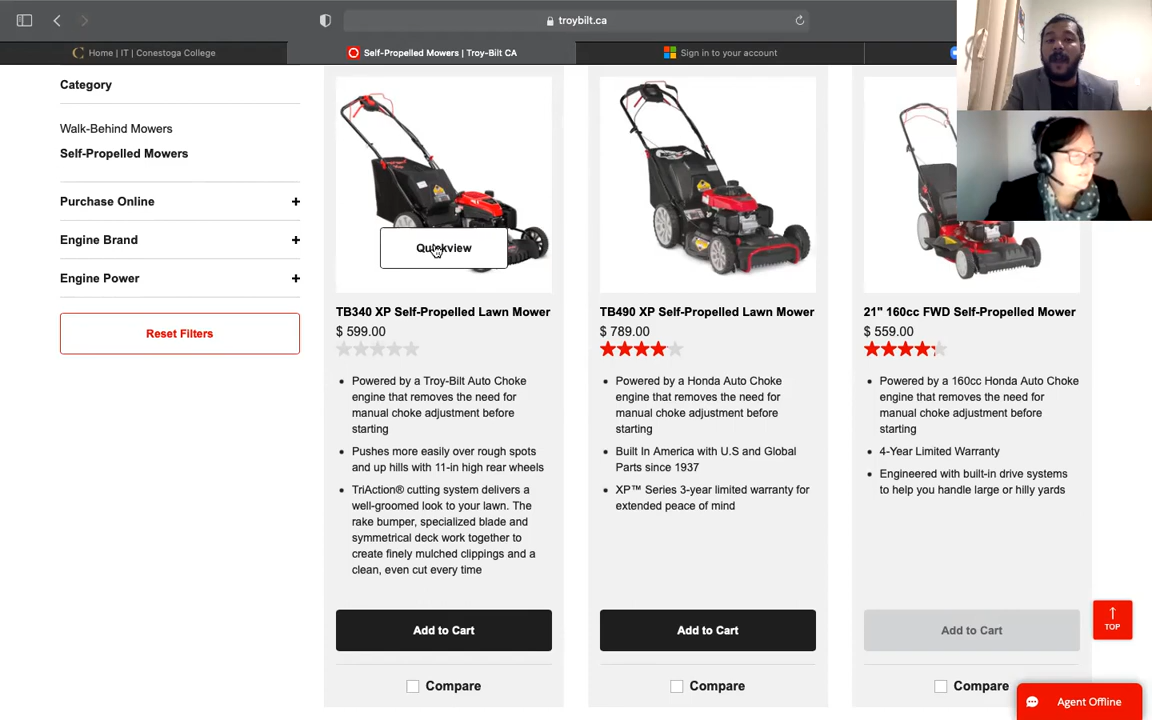 troybilt.ca
Home | IT | Conestoga College
Self-Propelled Mowers | Troy-Bilt CA
Sign in to your account
Category
Walk-Behind Mowers
Self-Propelled Mowers
Purchase Online +
Engine Brand +
Engine Power +
Reset Filters
Quickview
TB340 XP Self-Propelled Lawn Mower
$ 599.00
Powered by a Troy-Bilt Auto Choke
engine that removes the need for
manual choke adjustment before
starting
Pushes more easily over rough spots
and up hills with 11-in high rear wheels
TriAction® cutting system delivers a
well-groomed look to your lawn. The
rake bumper, specialized blade and
symmetrical deck work together to
create finely mulched clippings and a
clean, even cut every time
Add to Cart
Compare
TB490 XP Self-Propelled Lawn Mower
$ 789.00
Powered by a Honda Auto Choke
engine that removes the need for
manual choke adjustment before
starting
Built In America with U.S and Global
Parts since 1937
XP™ Series 3-year limited warranty for
extended peace of mind
Add to Cart
Compare
21" 160cc FWD Self-Propelled Mower
$ 559.00
Powered by a 160cc Honda Auto Choke
engine that removes the need for
manual choke adjustment before
starting
4-Year Limited Warranty
Engineered with built-in drive systems
to help you handle large or hilly yards
Add to Cart
Compare
TOP
Agent Offline